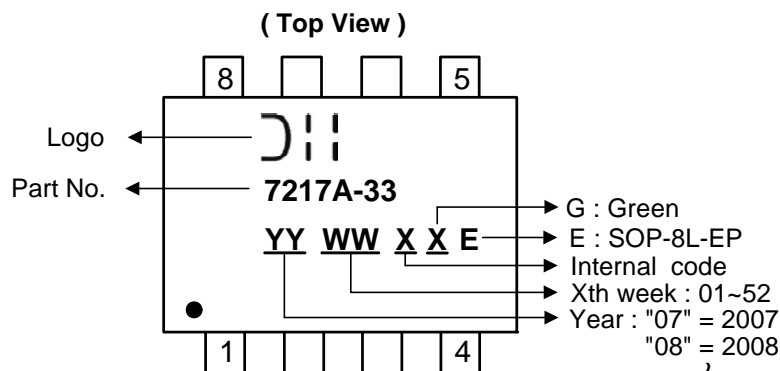 ( Top View )
8 5
Logo
Part No. 7217A-33
G : Green
YY WW X X E E : SOP-8L-EP
Internal code
Xth week : 01~52
Year : "07" = 2007
"08" = 2008
1 4